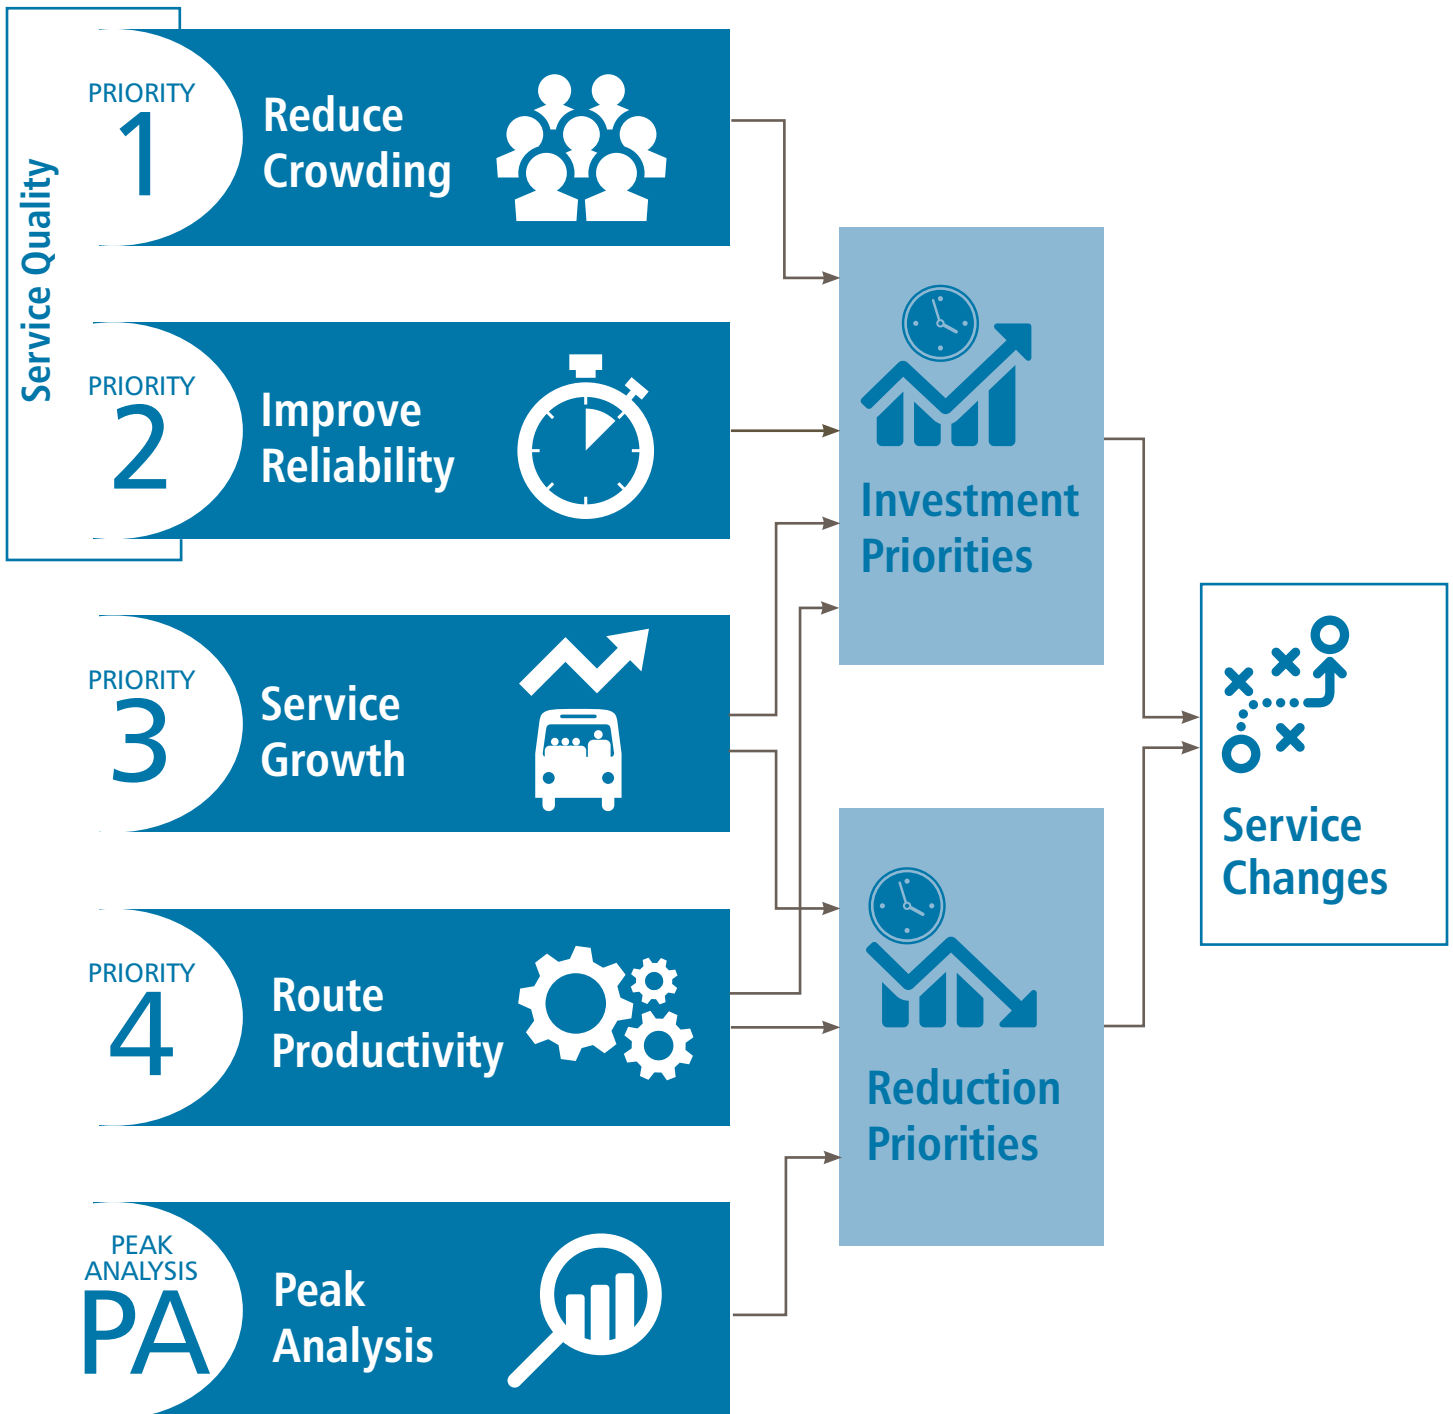 Service Quality
PRIORITY
1
Reduce
Crowding
PRIORITY
2
Improve
Reliability
PRIORITY
3
Service
Growth
PRIORITY
4
Route
Productivity
PEAK
ANALYSIS
PA
Peak
Analysis
Investment
Priorities
Reduction
Priorities
Service
Changes